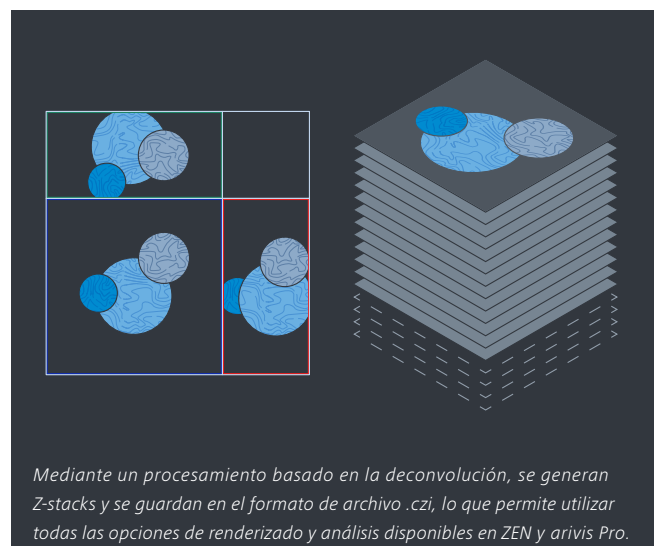 Mediante un procesamiento basado en la deconvolución, se generan
Z-stacks y se guardan en el formato de archivo .czi, lo que permite utilizar
todas las opciones de renderizado y análisis disponibles en ZEN y arivis Pro.